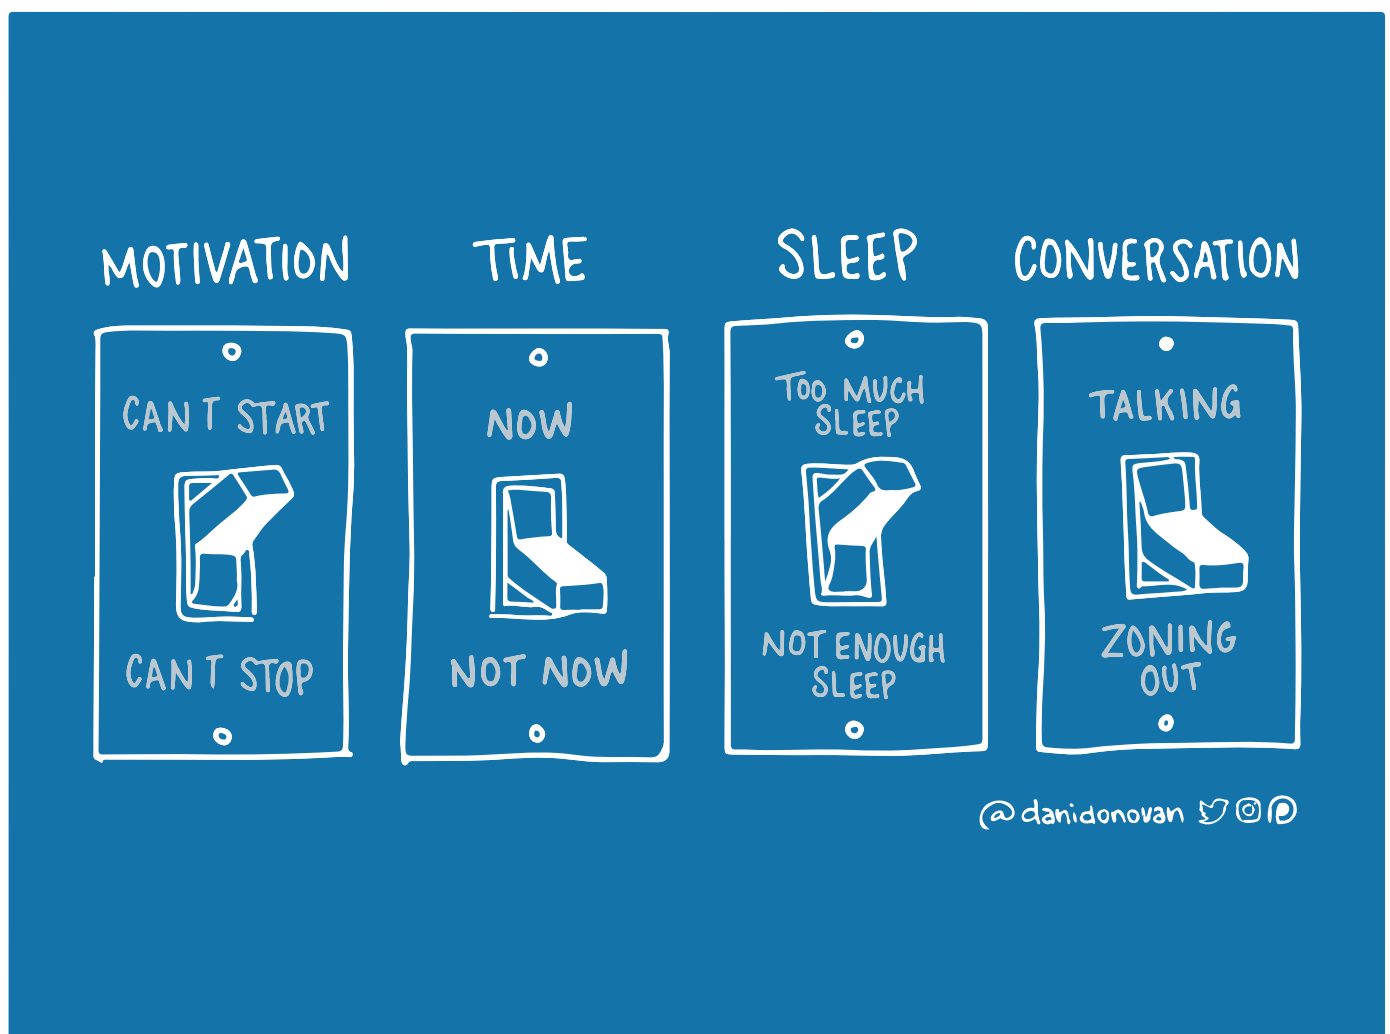 MOTIVATION
CAN T START
CAN T STOP
TIME
NOW
NOT NOW
SLEEP
TOO MUCH
SLEEP
NOT ENOUGH
SLEEP
CONVERSATION
TALKING
ZONING
OUT
@danidonovan